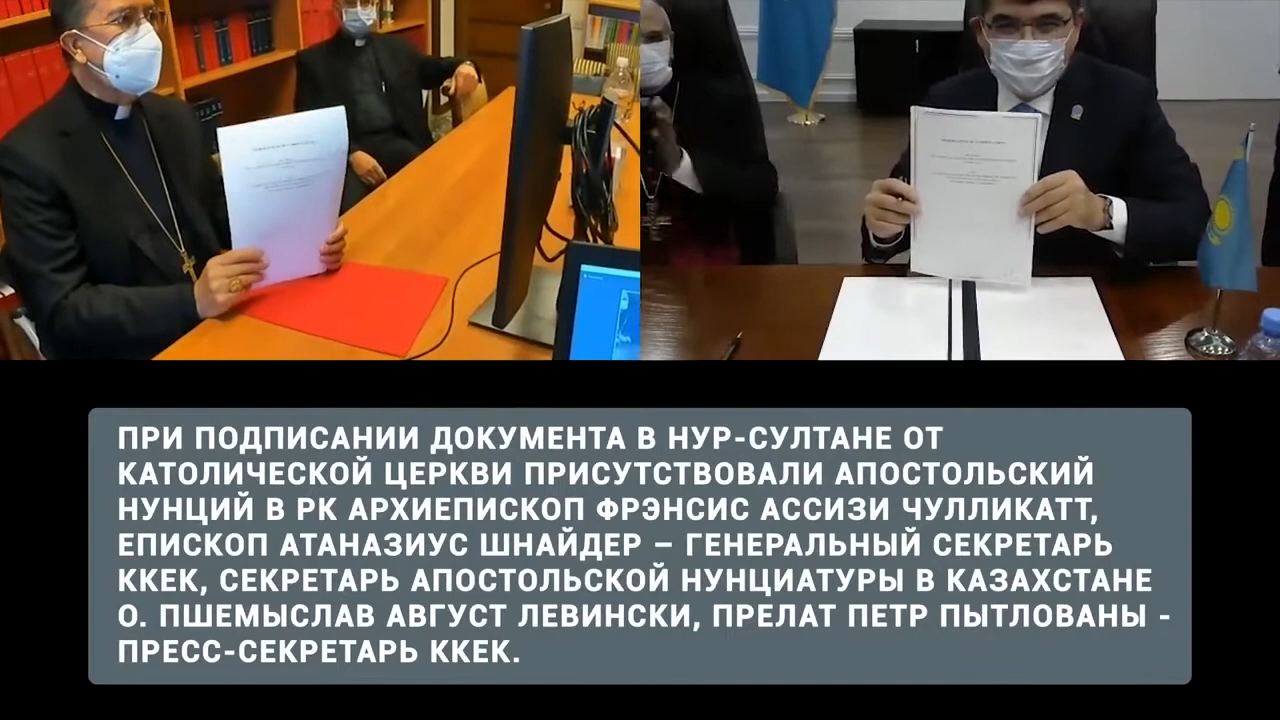 ПРИ ПОДПИСАНИИ ДОКУМЕНТА В НУР-СУЛТАНЕ ОТ
КАТОЛИЧЕСКОЙ ЦЕРКВИ ПРИСУТСТВОВАЛИ АПОСТОЛЬСКИЙ
НУНЦИЙ В РК АРХИЕПИСКОП ФРЭНСИС АССИЗИ ЧУЛЛИКАТТ,
ЕПИСКОП АТАНАЗИУС ШНАЙДЕР – ГЕНЕРАЛЬНЫЙ СЕКРЕТАРЬ
ККЕК, СЕКРЕТАРЬ АПОСТОЛЬСКОЙ НУНЦИАТУРЫ В КАЗАХСТАНЕ
О. ПШЕМЫСЛАВ АВГУСТ ЛЕВИНСКИ, ПРЕЛАТ ПЕТР ПЫТЛОВАНЫ -
ПРЕСС-СЕКРЕТАРЬ ККЕК.